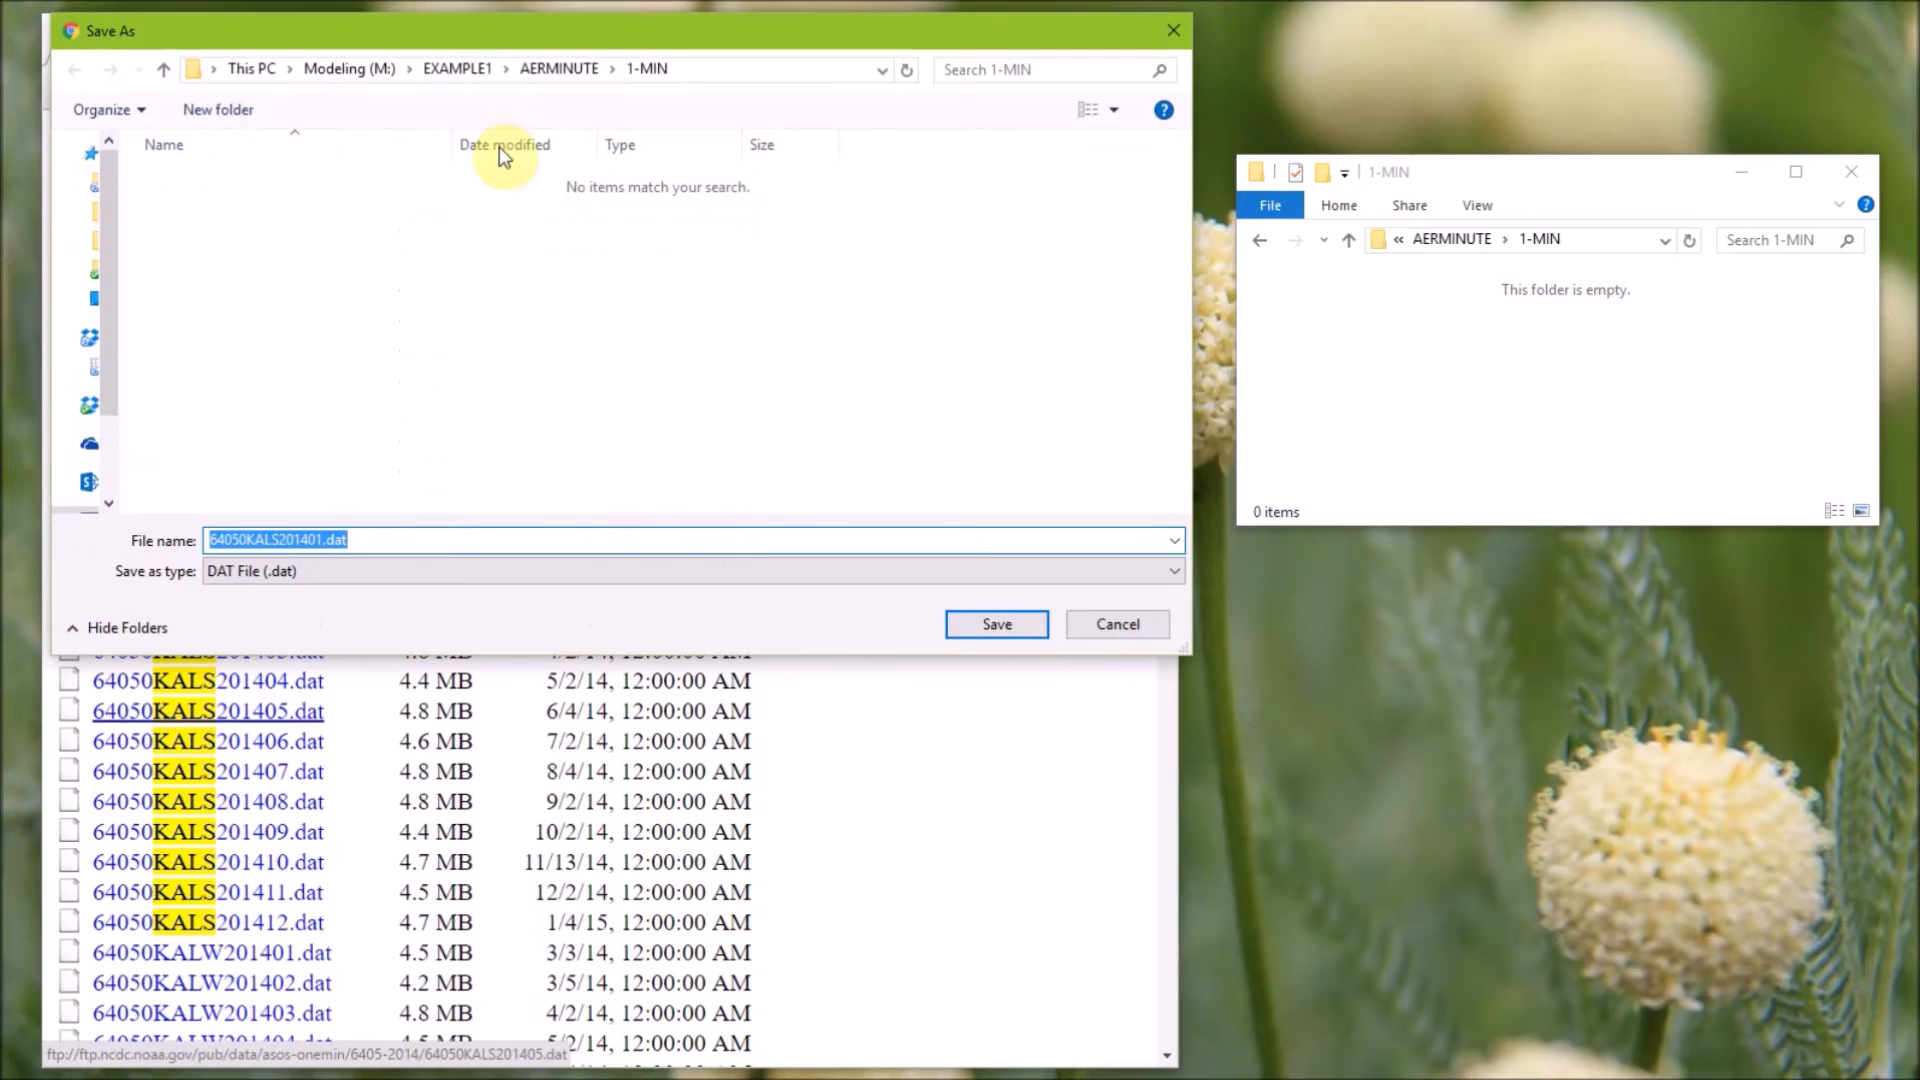 Save As
This PC > Modeling (M:) > EXAMPLE1 > AERMINUTE > 1-MIN
Search 1-MIN
Organize
New folder
Name
Date modified
Type
Size
No items match your search.
File name: 64050KALS201401.dat
Save as type: DAT File (.dat)
Hide Folders
Save
Cancel
1-MIN
File
Home
Share
View
« AERMINUTE > 1-MIN
Search 1-MIN
This folder is empty.
0 items
64050KALS201404.dat 4.4 MB 5/2/14, 12:00:00 AM
64050KALS201405.dat 4.8 MB 6/4/14, 12:00:00 AM
64050KALS201406.dat 4.6 MB 7/2/14, 12:00:00 AM
64050KALS201407.dat 4.8 MB 8/4/14, 12:00:00 AM
64050KALS201408.dat 4.8 MB 9/2/14, 12:00:00 AM
64050KALS201409.dat 4.4 MB 10/2/14, 12:00:00 AM
64050KALS201410.dat 4.7 MB 11/13/14, 12:00:00 AM
64050KALS201411.dat 4.5 MB 12/2/14, 12:00:00 AM
64050KALS201412.dat 4.7 MB 1/4/15, 12:00:00 AM
64050KALW201401.dat 4.5 MB 3/3/14, 12:00:00 AM
64050KALW201402.dat 4.2 MB 3/5/14, 12:00:00 AM
64050KALW201403.dat 4.8 MB 4/2/14, 12:00:00 AM
5/2/14, 12:00:00 AM
ftp://ftp.ncdc.noaa.gov/pub/data/asos-onemin/6405-2014/64050KALS201405.dat